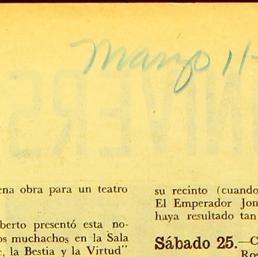 Marzo 11-
ena obra para un teatro
berto presentó esta no-
os muchachos en la Sala
e, la Bestia y la Virtud"
su recinto (cuando
El Emperador Jon
haya resultado tan
Sábado 25.—C
Ros